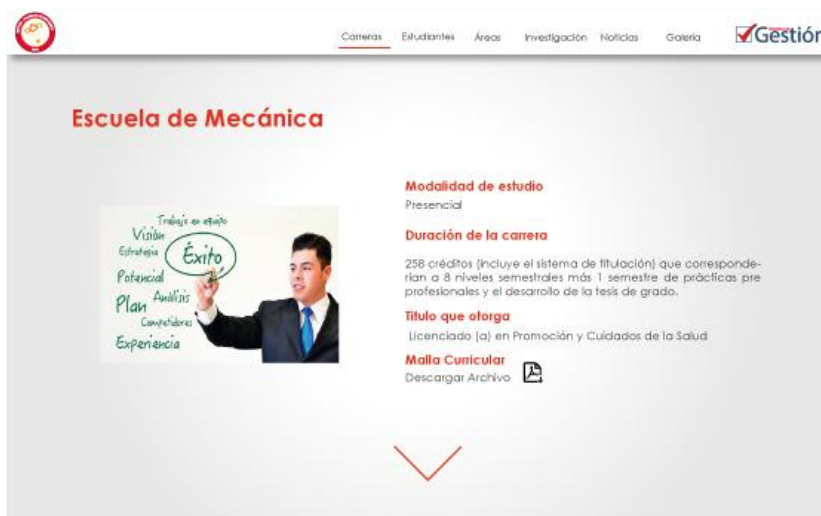 Carreras Estudiantes Áreas Investigación Noticias Galería Gestión
Escuela de Mecánica
Trabajo en equipo
Visión
Estrategia
Éxito
Potencial
Análisis
Plan
Competidores
Experiencia
Modalidad de estudio
Presencial
Duración de la carrera
258 créditos (incluye el sistema de titulación) que corresponde-
rían a 8 niveles semestrales más 1 semestre de prácticas pre
profesionales y el desarrollo de la tesis de grado.
Título que otorga
Licenciado (a) en Promoción y Cuidados de la Salud
Malla Curricular
Descargar Archivo